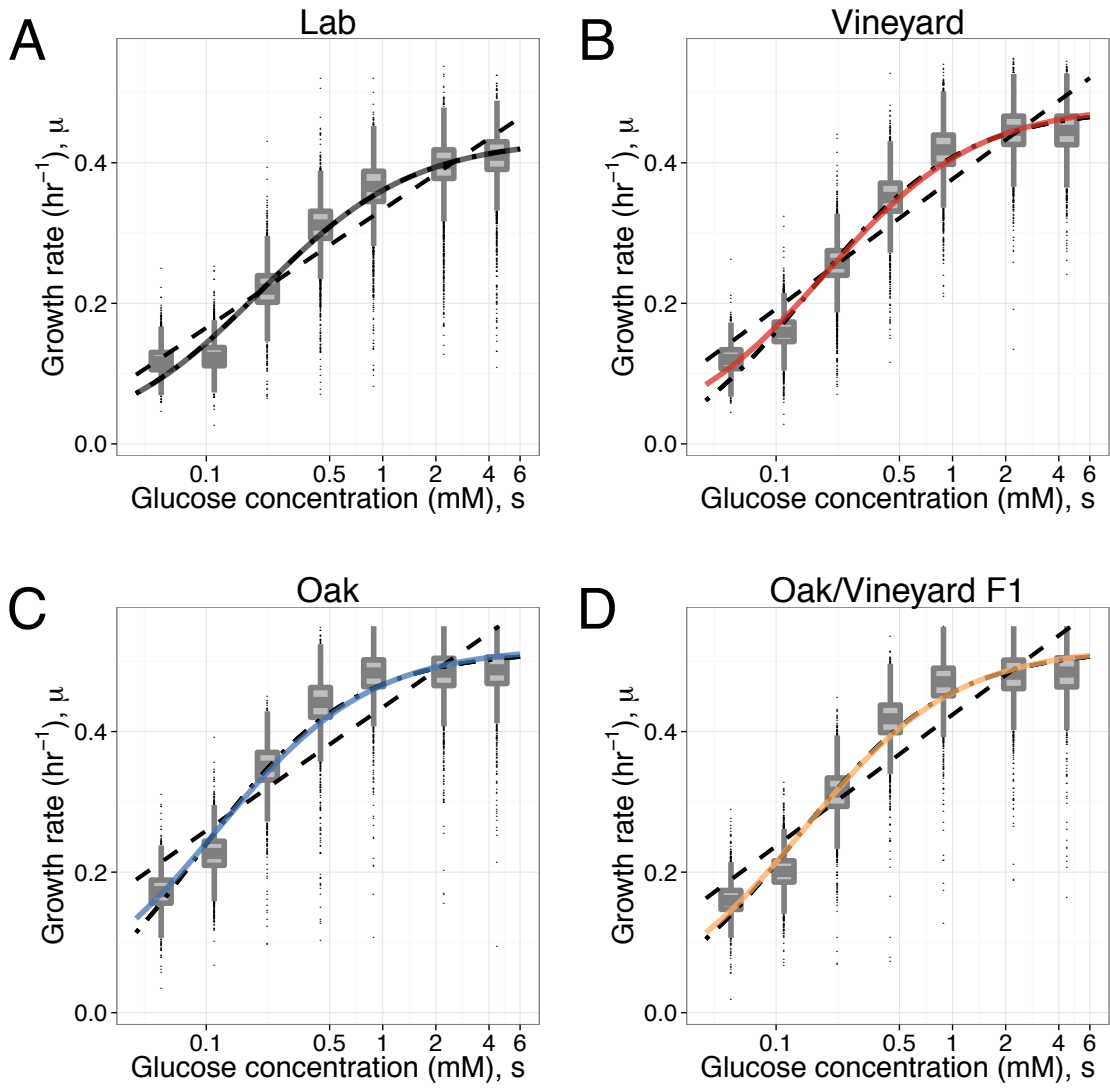 A
Lab
Growth rate (hr⁻¹), μ
0.4
0.2
0.0
0.1 0.5 1 2 4 6
Glucose concentration (mM), s
B
Vineyard
Growth rate (hr⁻¹), μ
0.4
0.2
0.0
0.1 0.5 1 2 4 6
Glucose concentration (mM), s
C
Oak
Growth rate (hr⁻¹), μ
0.4
0.2
0.0
0.1 0.5 1 2 4 6
Glucose concentration (mM), s
D
Oak/Vineyard F1
Growth rate (hr⁻¹), μ
0.4
0.2
0.0
0.1 0.5 1 2 4 6
Glucose concentration (mM), s